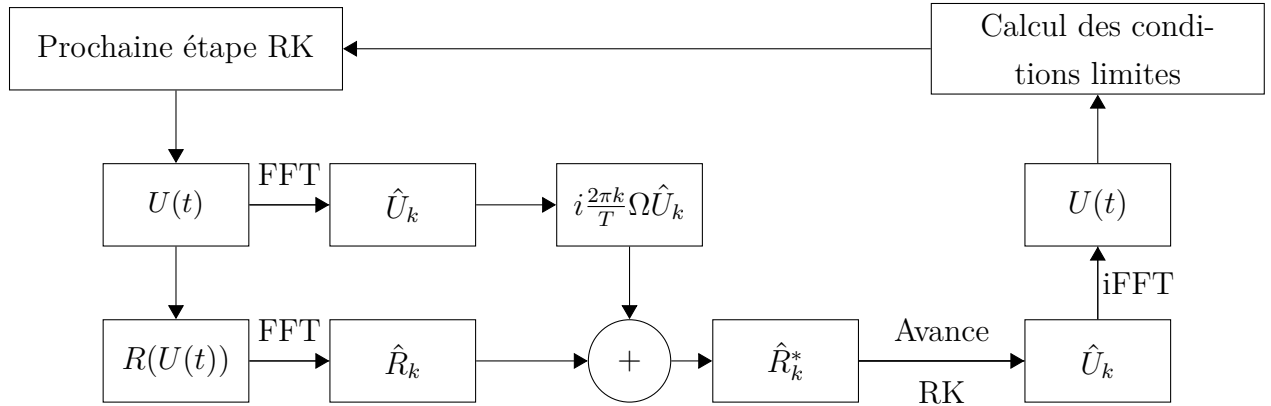 Prochaine étape RK
Calcul des condi-
tions limites
U(t)
FFT
Û_k
i\frac{2πk}{T}ΩÛ_k
U(t)
iFFT
R(U(t))
FFT
R̂_k
+
R̂*_k
Avance
RK
Û_k